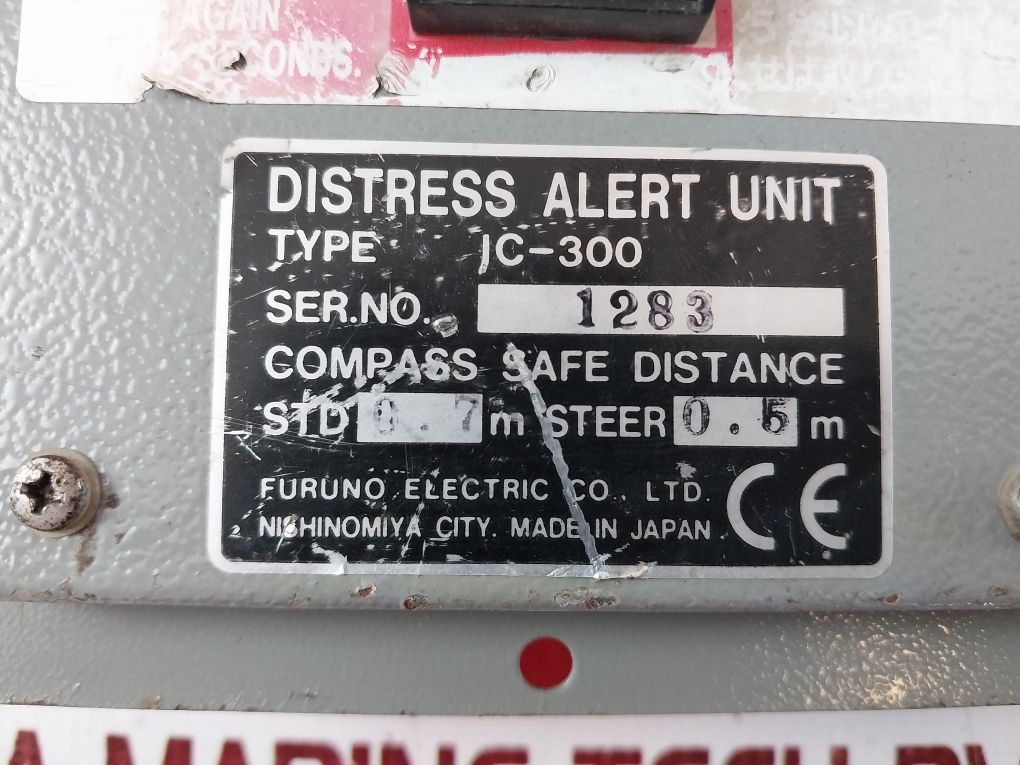 AGAIN
SECONDS.
DISTRESS ALERT UNIT
TYPE JC-300
SER.NO. 1283
COMPASS SAFE DISTANCE
STD 0.7 m STEER 0.5 m
FURUNO ELECTRIC CO., LTD.
NISHINOMIYA CITY. MADE IN JAPAN CE